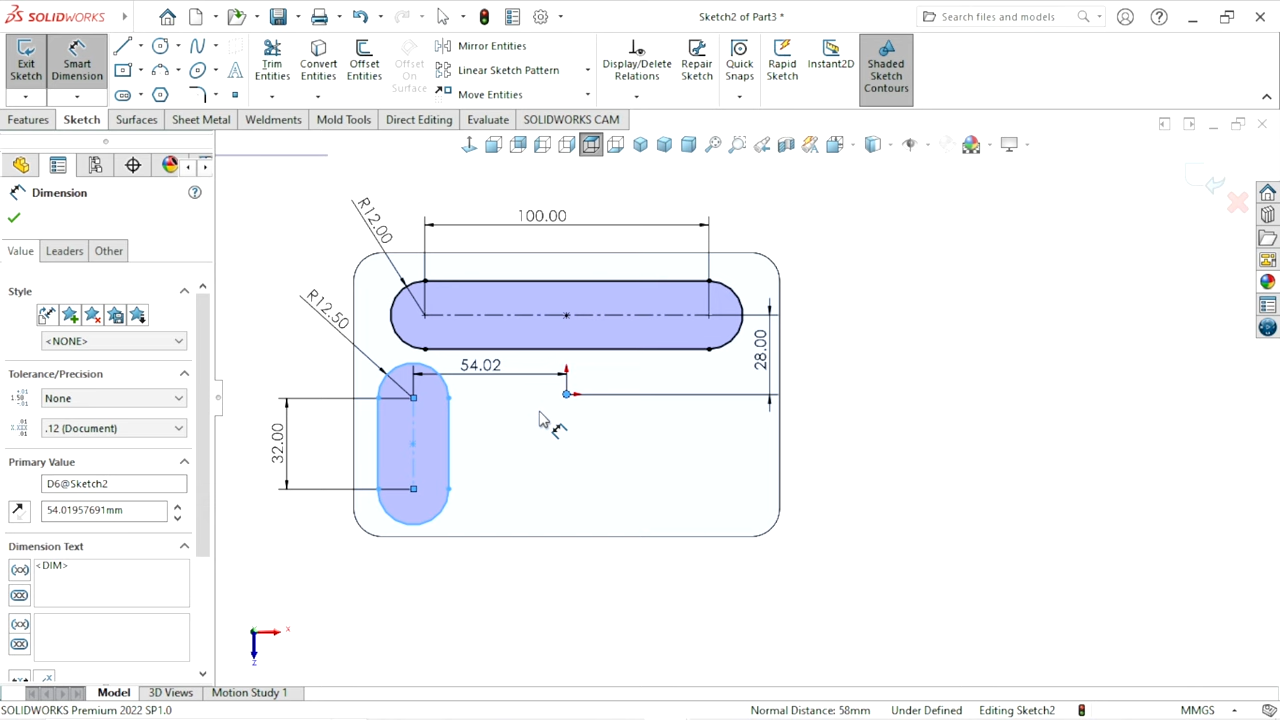 SOLIDWORKS
Sketch2 of Part3 *
Search files and models
Exit Sketch
Smart Dimension
Trim Entities
Convert Entities
Offset Entities
Offset On Surface
Mirror Entities
Linear Sketch Pattern
Move Entities
Display/Delete Relations
Repair Sketch
Quick Snaps
Rapid Sketch
Instant2D
Shaded Sketch Contours
Features Sketch Surfaces Sheet Metal Weldments Mold Tools Direct Editing Evaluate SOLIDWORKS CAM
Dimension
Value Leaders Other
Style
<NONE>
Tolerance/Precision
None
.12 (Document)
Primary Value
D6@Sketch2
54.01957691mm
Dimension Text
<DIM>
R12.00
100.00
R12.50
54.02
28.00
32.00
x
z
Model 3D Views Motion Study 1
SOLIDWORKS Premium 2022 SP1.0
Normal Distance: 58mm Under Defined Editing Sketch2 MMGS